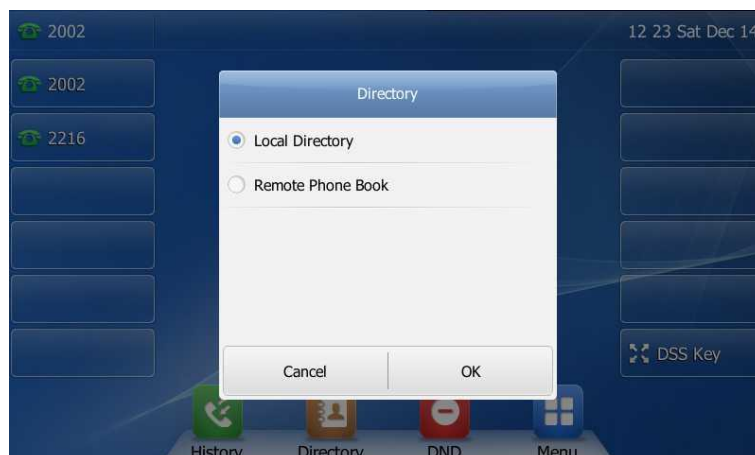 2002
12 23 Sat Dec 14
2002
2216
Directory
Local Directory
Remote Phone Book
Cancel
OK
DSS Key
History
Directory
DND
Menu